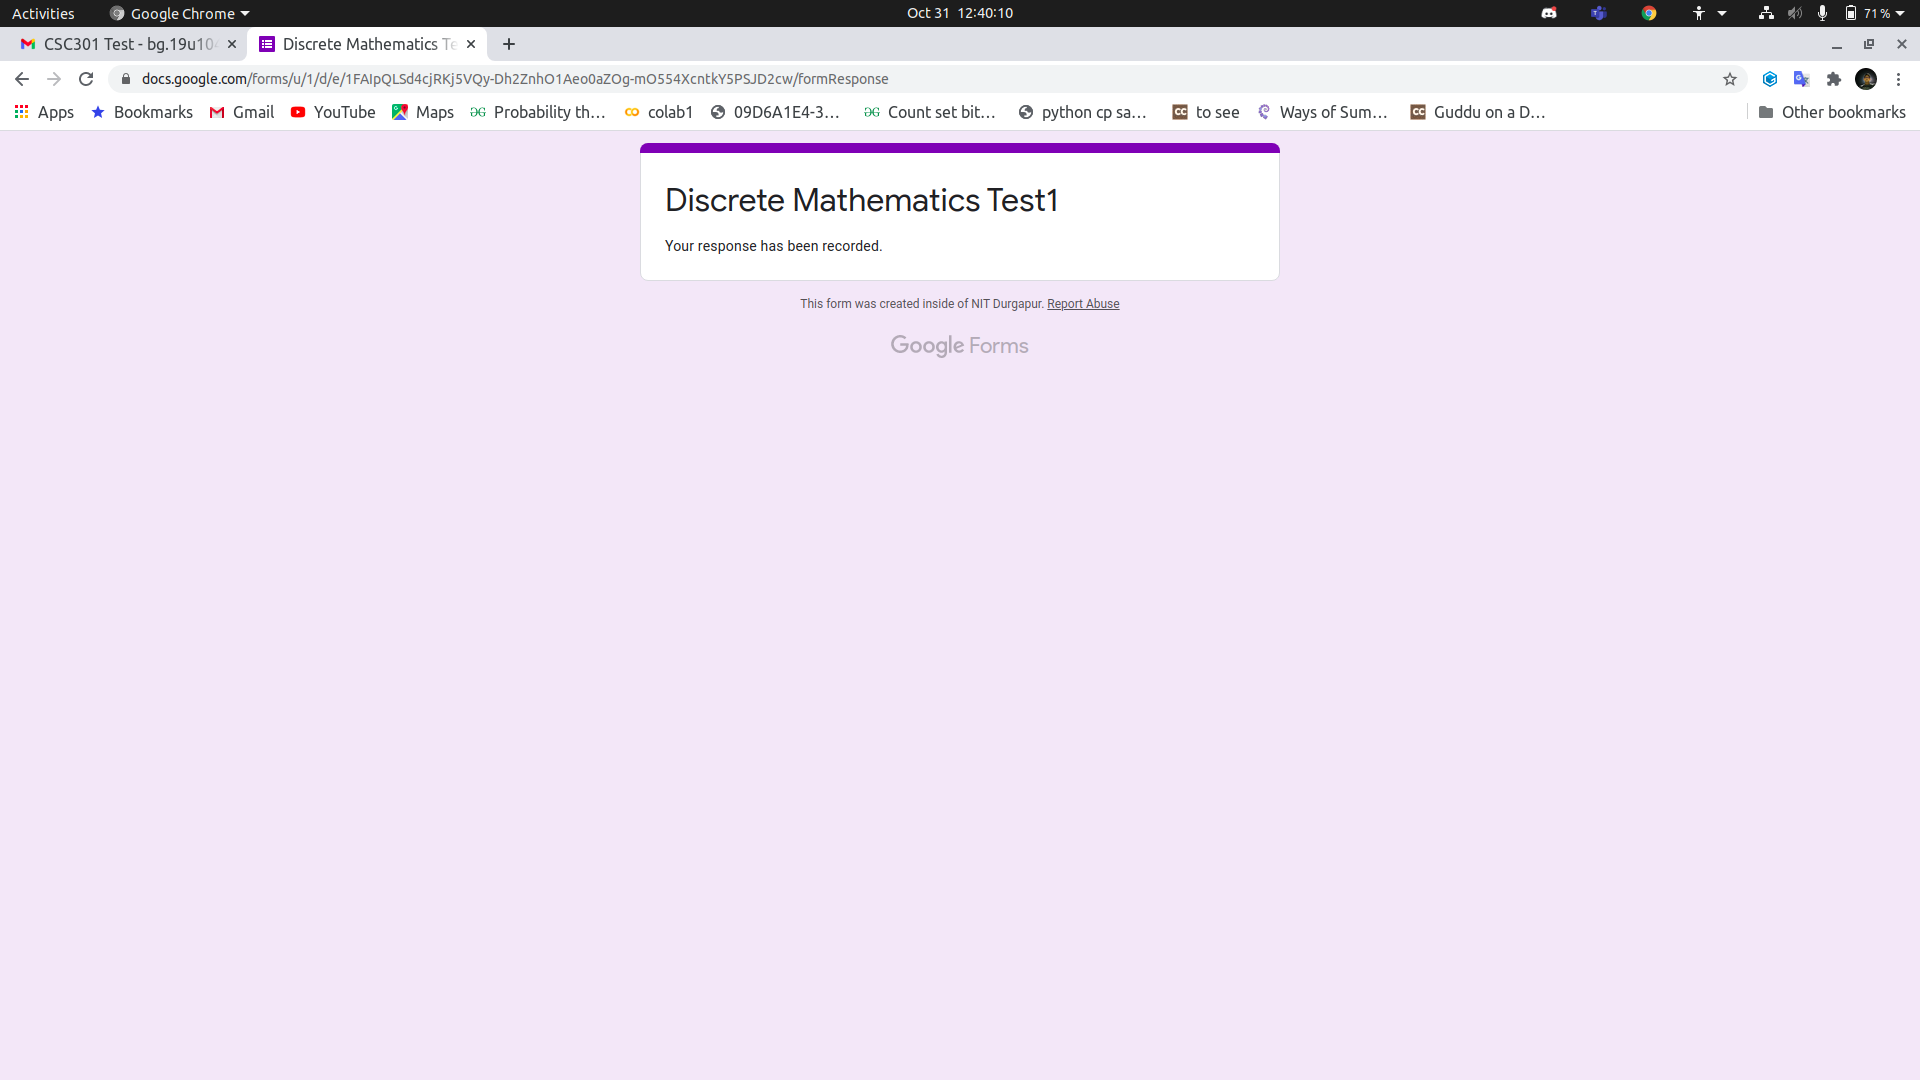 Activities
Google Chrome
Oct 31 12:40:10
71 %
CSC301 Test - bg.19u10
Discrete Mathematics Te
docs.google.com/forms/u/1/d/e/1FAIpQLSd4cjRKj5VQy-Dh2ZnhO1Aeo0aZOg-mO554XcntkY5PSJD2cw/formResponse
Apps
Bookmarks
Gmail
YouTube
Maps
Probability th…
colab1
09D6A1E4-3…
Count set bit…
python cp sa…
to see
Ways of Sum…
Guddu on a D…
Other bookmarks
Discrete Mathematics Test1
Your response has been recorded.
This form was created inside of NIT Durgapur. Report Abuse
Google Forms